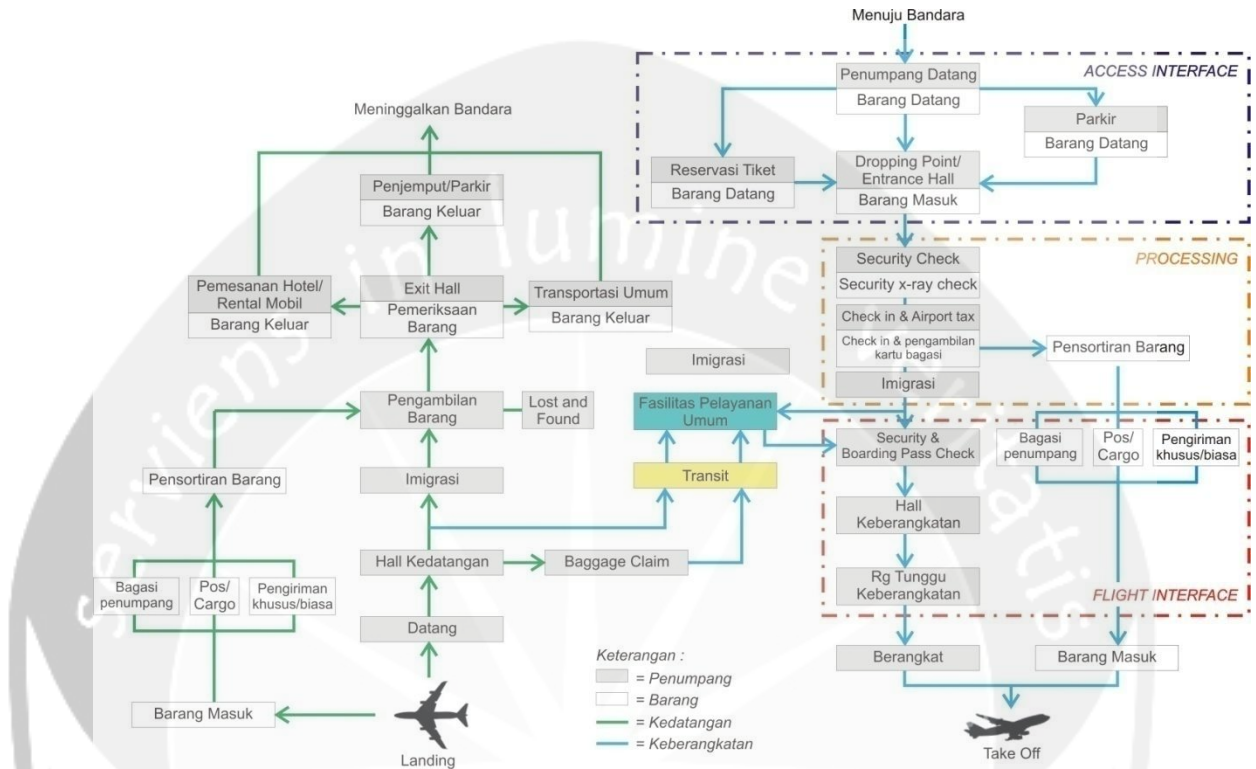 Menuju Bandara
ACCESS INTERFACE
Penumpang Datang
Barang Datang
Parkir
Barang Datang
Reservasi Tiket
Barang Datang
Dropping Point/
Entrance Hall
Barang Masuk
PROCESSING
Security Check
Security x-ray check
Check in & Airport tax
Check in & pengambilan
kartu bagasi
Pensortiran Barang
Imigrasi
Security &
Boarding Pass Check
Bagasi
penumpang
Pos/
Cargo
Pengiriman
khusus/biasa
Hall
Keberangkatan
Rg Tunggu
Keberangkatan
FLIGHT INTERFACE
Berangkat
Barang Masuk
Take Off
Meninggalkan Bandara
Penjemput/Parkir
Barang Keluar
Pemesanan Hotel/
Rental Mobil
Barang Keluar
Exit Hall
Pemeriksaan
Barang
Transportasi Umum
Barang Keluar
Imigrasi
Pengambilan
Barang
Lost and
Found
Fasilitas Pelayanan
Umum
Transit
Pensortiran Barang
Imigrasi
Hall Kedatangan
Baggage Claim
Bagasi
penumpang
Pos/
Cargo
Pengiriman
khusus/biasa
Datang
Barang Masuk
Landing
Keterangan :
= Penumpang
= Barang
= Kedatangan
= Keberangkatan
serviens in lumine veritatis